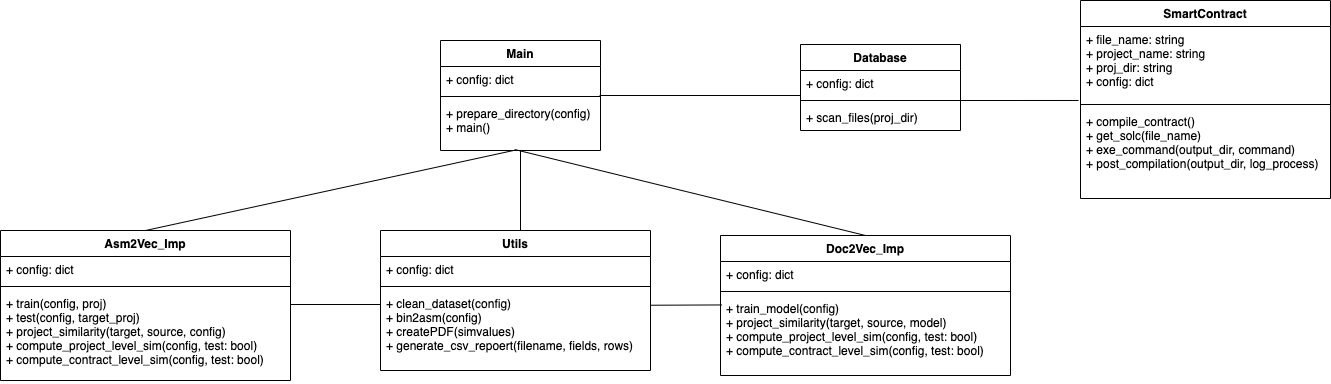 SmartContract
+ file_name: string
+ project_name: string
+ proj_dir: string
+ config: dict
+ compile_contract()
+ get_solc(file_name)
+ exe_command(output_dir, command)
+ post_compilation(output_dir, log_process)
Main
+ config: dict
+ prepare_directory(config)
+ main()
Database
+ config: dict
+ scan_files(proj_dir)
Asm2Vec_Imp
+ config: dict
+ train(config, proj)
+ test(config, target_proj)
+ project_similarity(target, source, config)
+ compute_project_level_sim(config, test: bool)
+ compute_contract_level_sim(config, test: bool)
Utils
+ config: dict
+ clean_dataset(config)
+ bin2asm(config)
+ createPDF(simvalues)
+ generate_csv_repoert(filename, fields, rows)
Doc2Vec_Imp
+ config: dict
+ train_model(config)
+ project_similarity(target, source, model)
+ compute_project_level_sim(config, test: bool)
+ compute_contract_level_sim(config, test: bool)